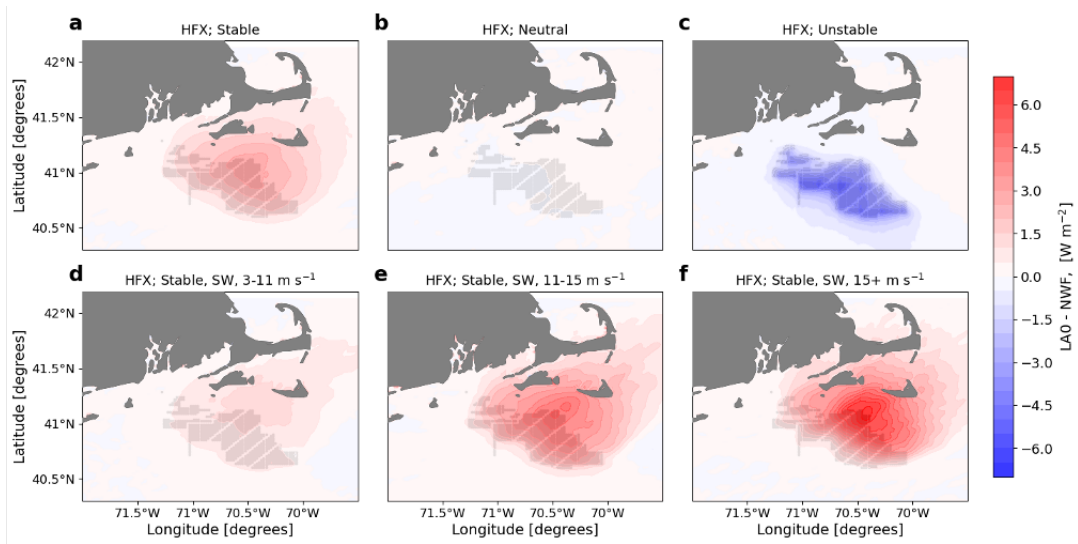 a HFX; Stable
b HFX; Neutral
c HFX; Unstable
42°N
41.5°N
41°N
40.5°N
Latitude [degrees]
d HFX; Stable, SW, 3-11 m s⁻¹
e HFX; Stable, SW, 11-15 m s⁻¹
f HFX; Stable, SW, 15+ m s⁻¹
42°N
41.5°N
41°N
40.5°N
Latitude [degrees]
71.5°W 71°W 70.5°W 70°W
Longitude [degrees]
71.5°W 71°W 70.5°W 70°W
Longitude [degrees]
71.5°W 71°W 70.5°W 70°W
Longitude [degrees]
6.0
4.5
3.0
1.5
0.0
−1.5
−3.0
−4.5
−6.0
LA0 - NWF, [W m⁻²]